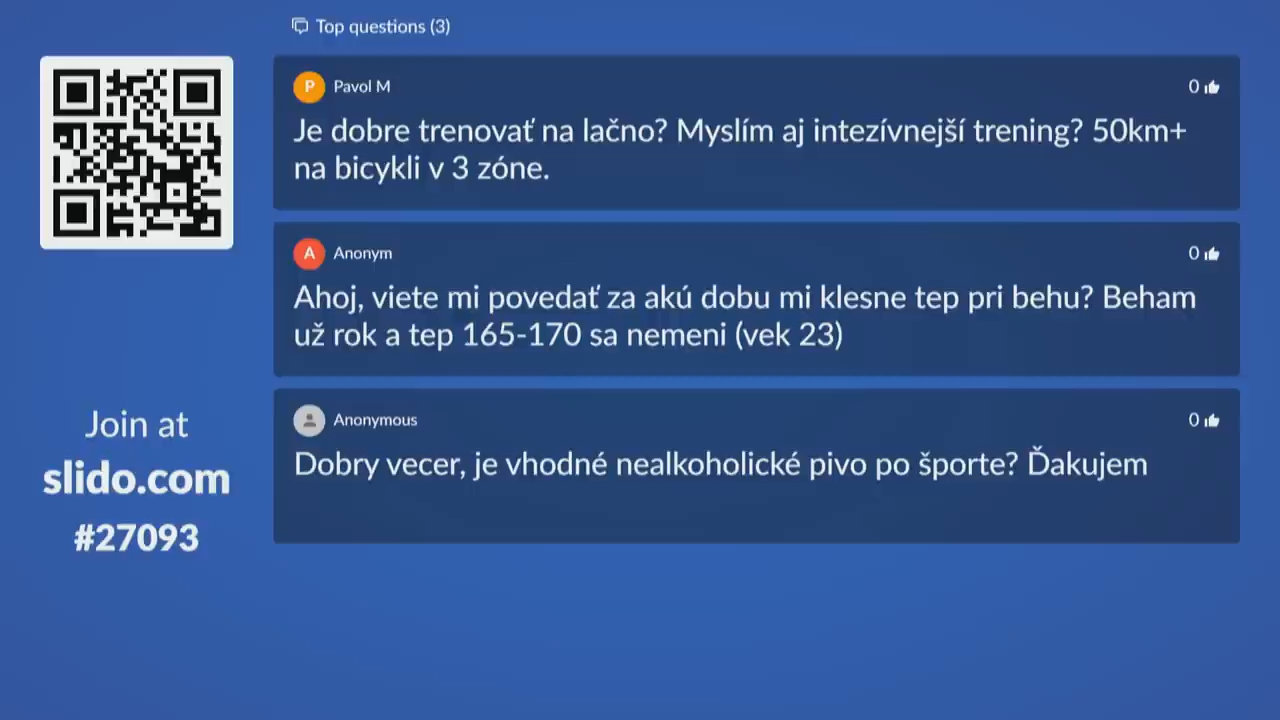 Top questions (3)
P Pavol M 0
Je dobre trenovať na lačno? Myslím aj intezívnejší trening? 50km+
na bicykli v 3 zóne.
A Anonym 0
Ahoj, viete mi povedať za akú dobu mi klesne tep pri behu? Beham
už rok a tep 165-170 sa nemeni (vek 23)
Anonymous 0
Dobry vecer, je vhodné nealkoholické pivo po športe? Ďakujem
Join at
slido.com
#27093